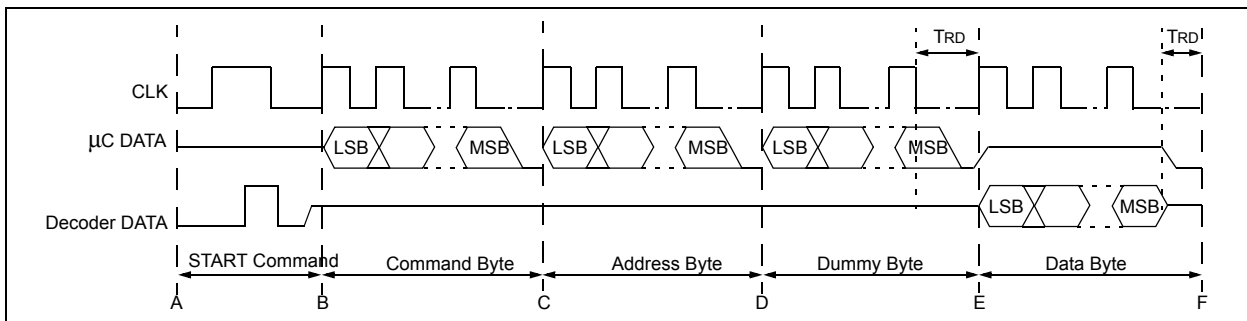 TRD TRD
CLK
µC DATA
LSB MSB LSB MSB LSB MSB
Decoder DATA
LSB MSB
START Command Command Byte Address Byte Dummy Byte Data Byte
A B C D E F